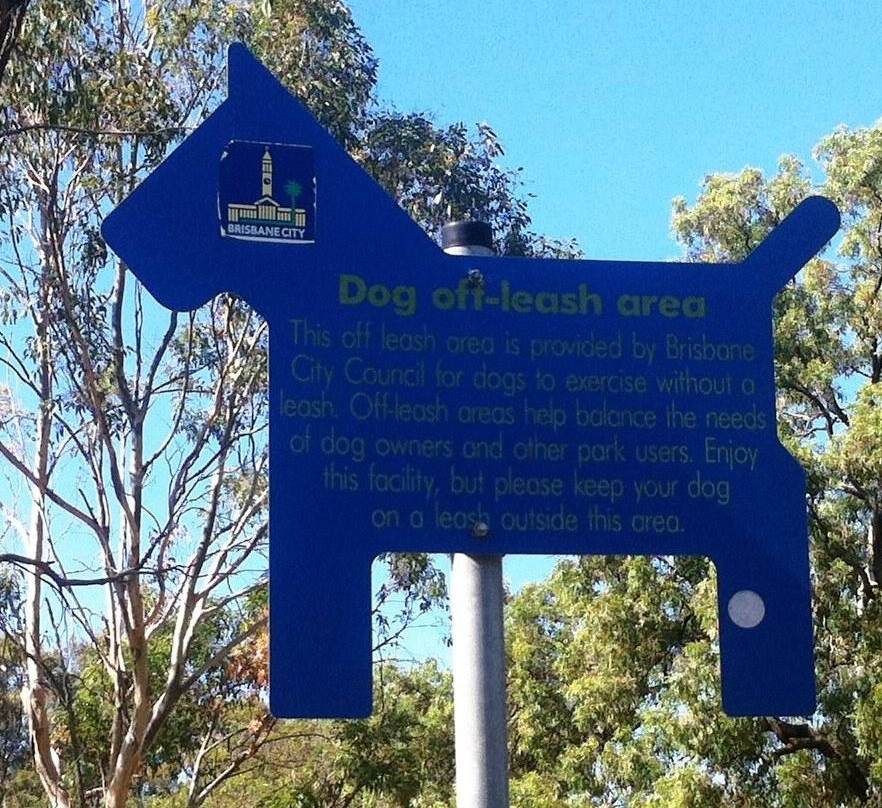 BRISBANE CITY
Dog off-leash area
This off leash area is provided by Brisbane
City Council for dogs to exercise without a
leash. Off-leash areas help balance the needs
of dog owners and other park users. Enjoy
this facility, but please keep your dog
on a leash outside this area.